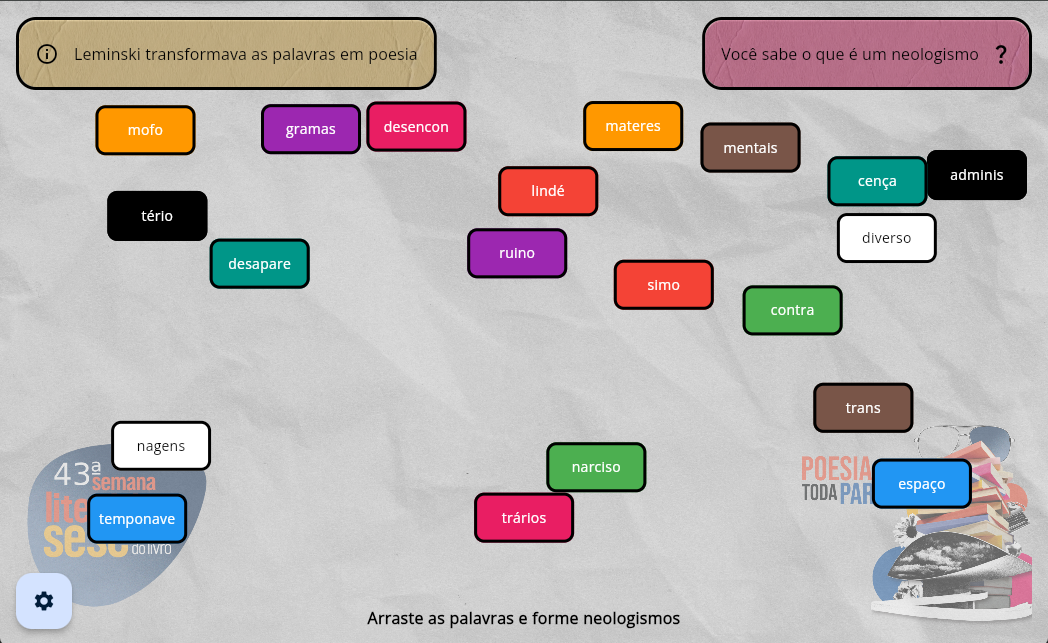 Leminski transformava as palavras em poesia
Você sabe o que é um neologismo ?
mofo
gramas
desencon
materes
mentais
cença
adminis
lindé
tério
diverso
ruino
desapare
simo
contra
trans
nagens
43ª
semana
narciso
POESIA
TODA PAR
espaço
temponave
trários
do livro
Arraste as palavras e forme neologismos